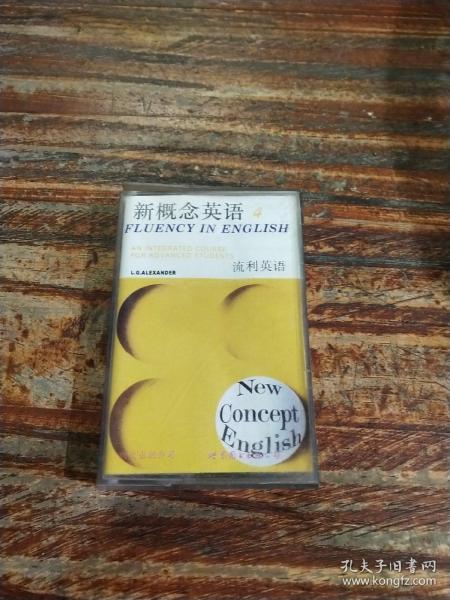 新概念英语 4
FLUENCY IN ENGLISH
AN INTEGRATED COURSE
FOR ADVANCED STUDENTS
L.G.ALEXANDER
流利英语
New
Concept
English
孔夫子旧书网
www.kongfz.com